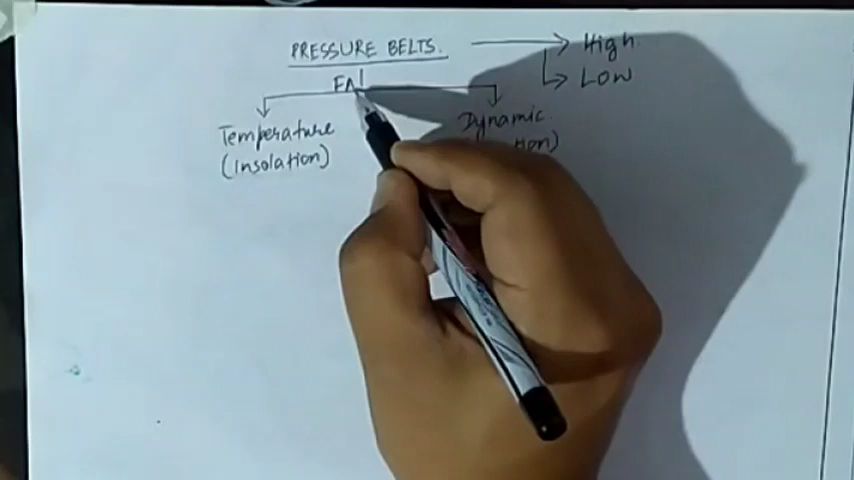 PRESSURE BELTS. High
LOW
Temperature Dynamic.
(insolation)